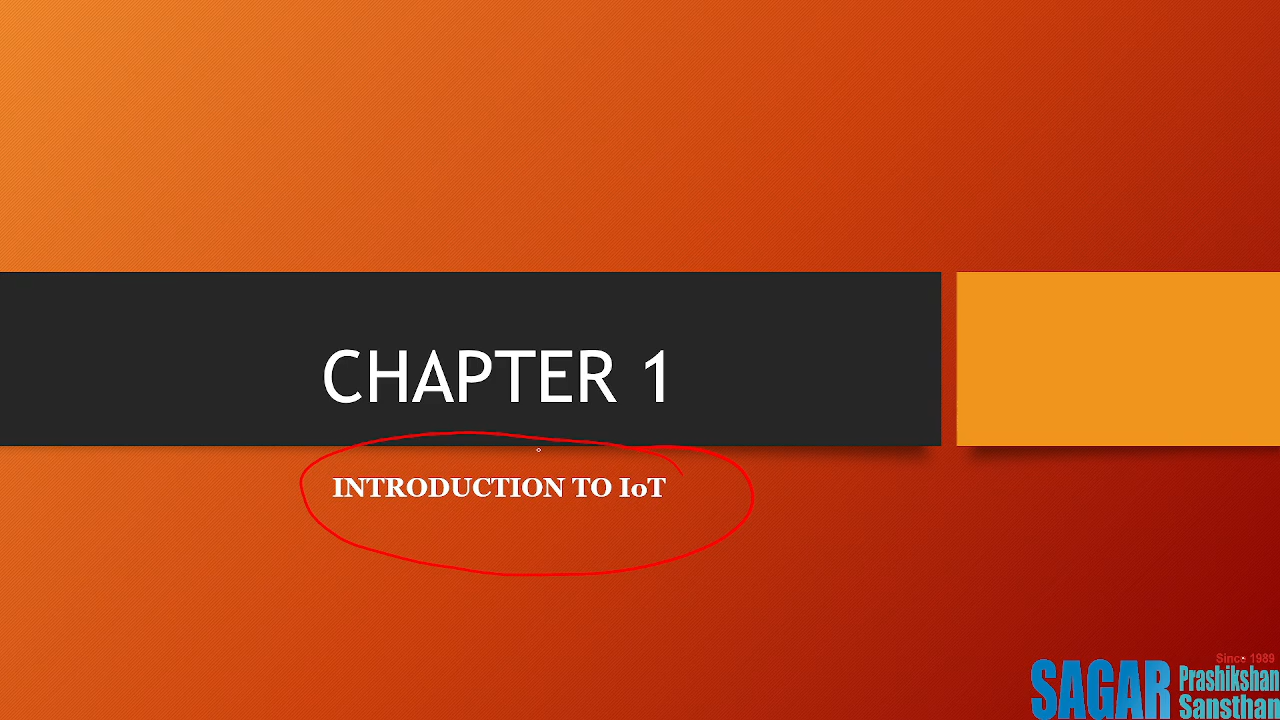 CHAPTER 1
INTRODUCTION TO IoT
Since 1989
SAGAR Prashikshan
Sansthan